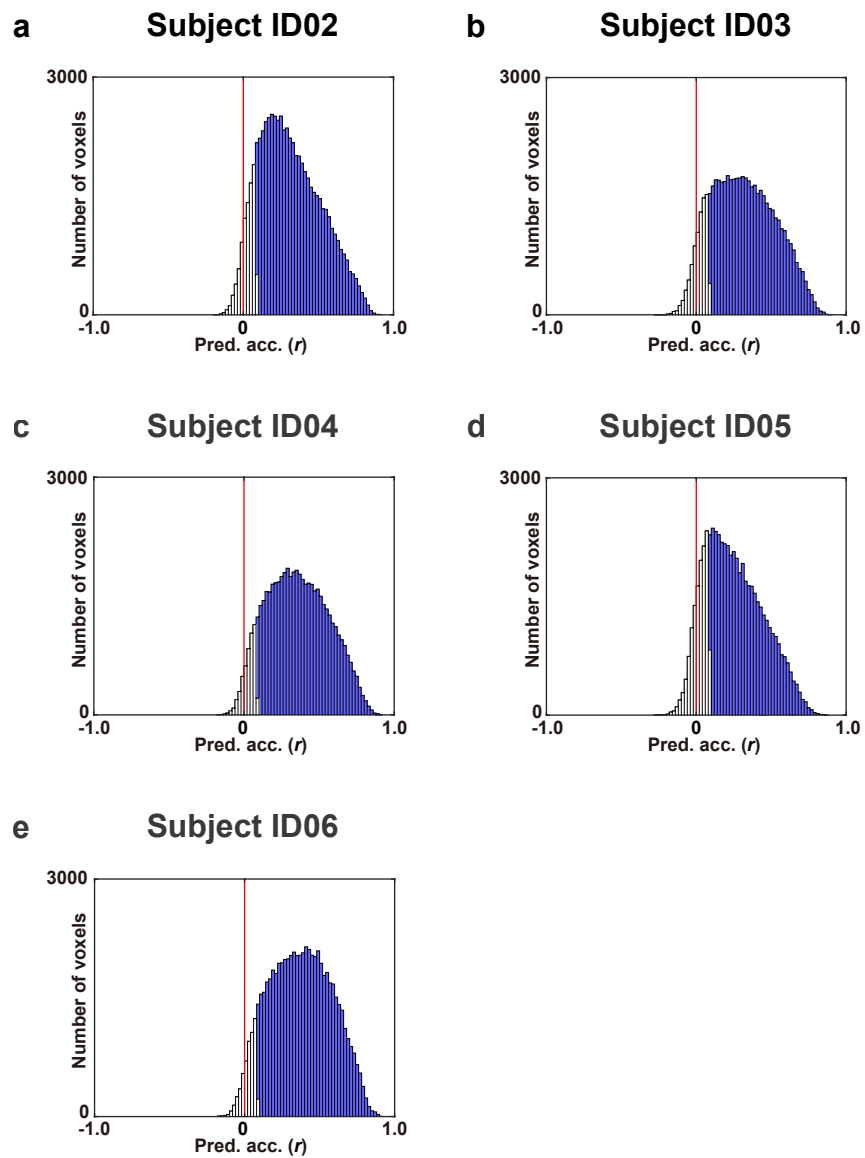 a Subject ID02
3000
Number of voxels
0
-1.0 0 1.0
Pred. acc. (r)
b Subject ID03
3000
Number of voxels
0
-1.0 0 1.0
Pred. acc. (r)
c Subject ID04
3000
Number of voxels
0
-1.0 0 1.0
Pred. acc. (r)
d Subject ID05
3000
Number of voxels
0
-1.0 0 1.0
Pred. acc. (r)
e Subject ID06
3000
Number of voxels
0
-1.0 0 1.0
Pred. acc. (r)